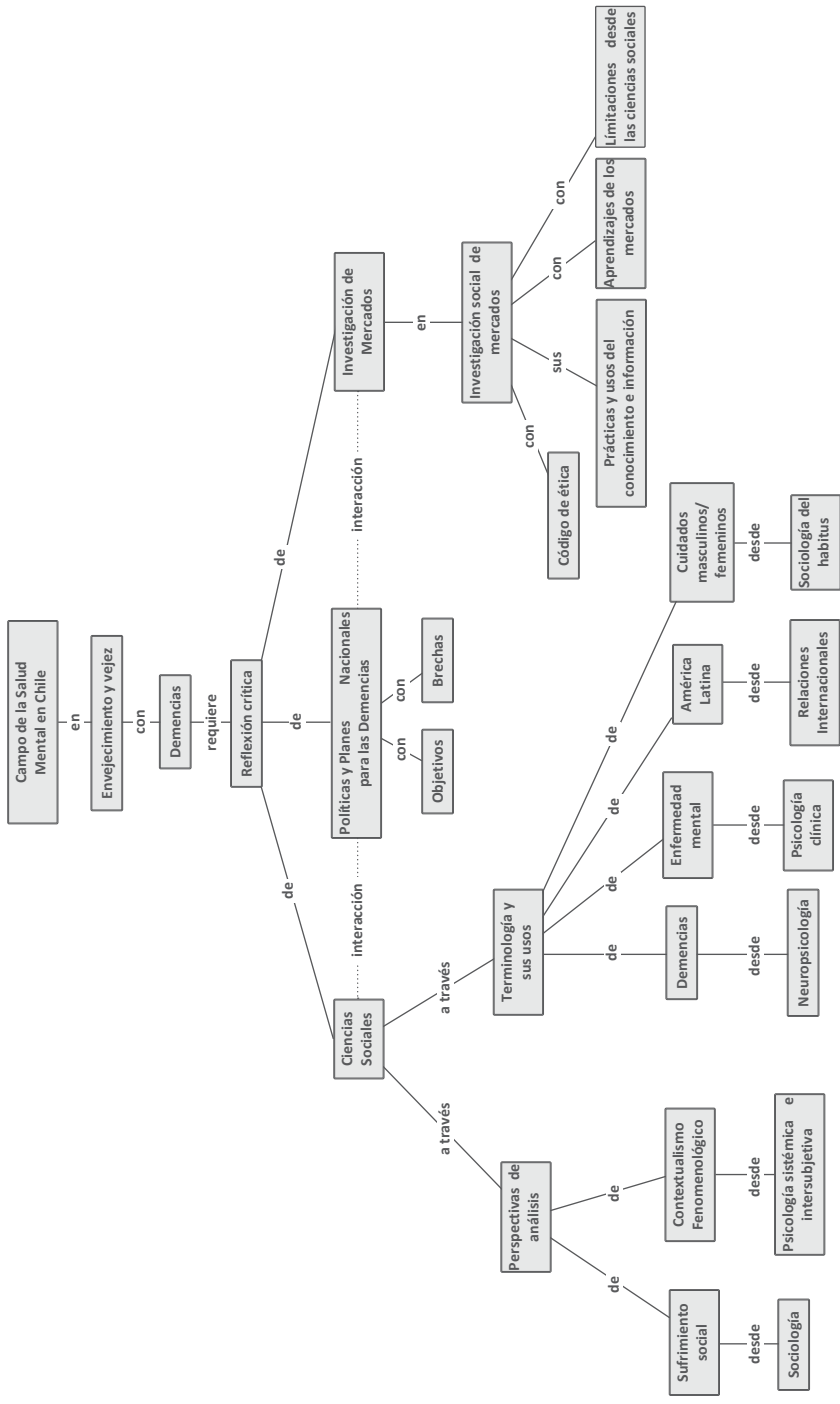 Campo de la Salud
Mental en Chile
en
Envejecimiento y vejez
con
Demencias
requiere
Reflexión crítica
de
de
de
Ciencias
Sociales
interacción
Políticas y Planes Nacionales
para las Demencias
interacción
Investigación de
Mercados
con
con
Objetivos
Brechas
en
a través
a través
Perspectivas de
análisis
Terminología y
sus usos
Investigación social de
mercados
con
sus
con
con
Código de ética
Prácticas y usos del
conocimiento e información
Aprendizajes de los
mercados
Límitaciones desde
las ciencias sociales
de
de
de
de
de
de
Sufrimiento
social
Contextualismo
Fenomenológico
Demencias
Enfermedad
mental
América
Latina
Cuidados
masculinos/
femeninos
desde
desde
desde
desde
desde
desde
Sociología
Psicología sistémica e
intersubjetiva
Neuropsicología
Psicología
clínica
Relaciones
Internacionales
Sociología del
habitus